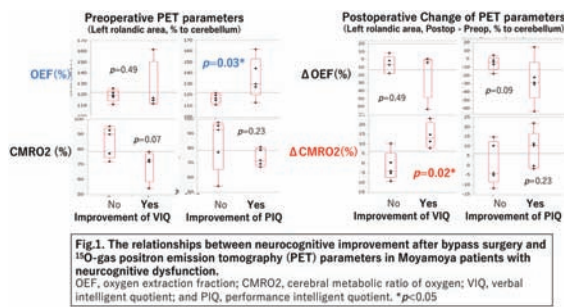 Preoperative PET parameters
(Left rolandic area, % to cerebellum)
OEF(%)
p=0.49
p=0.03*
CMRO2 (%)
p=0.07
p=0.23
No Yes
Improvement of VIQ
No Yes
Improvement of PIQ
Postoperative Change of PET parameters
(Left rolandic area, Postop - Preop, % to cerebellum)
Δ OEF(%)
p=0.49
p=0.09
Δ CMRO2(%)
p=0.02*
p=0.23
No Yes
Improvement of VIQ
No Yes
Improvement of PIQ
Fig.1. The relationships between neurocognitive improvement after bypass surgery and
¹⁵O-gas positron emission tomography (PET) parameters in Moyamoya patients with
neurcognitive dysfunction.
OEF, oxygen extraction fraction; CMRO2, cerebral metabolic ratio of oxygen; VIQ, verbal
intelligent quotient; and PIQ, performance intelligent quotient. *p<0.05